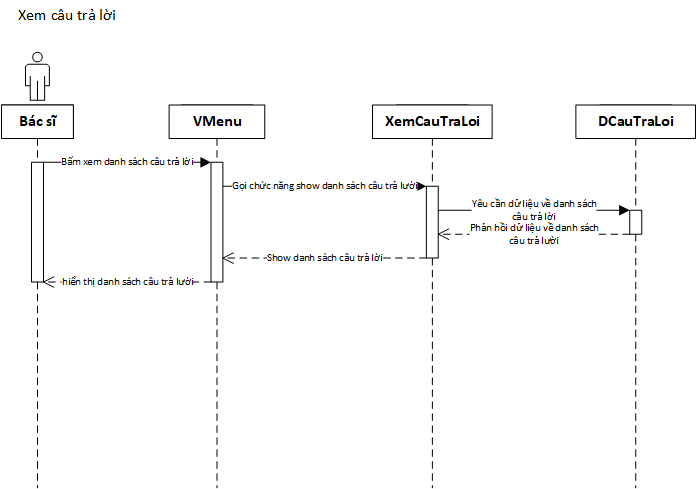 Xem câu trả lời
Bác sĩ
VMenu
XemCauTraLoi
DCauTraLoi
Bấm xem danh sách câu trả lời
Gọi chức năng show danh sách câu trả lười
Yêu cần dữ liệu về danh sách
câu trả lời
Phản hồi dữ liệu về danh sách
câu trả lười
Show danh sách câu trả lời
hiển thị danh sách câu trả lười